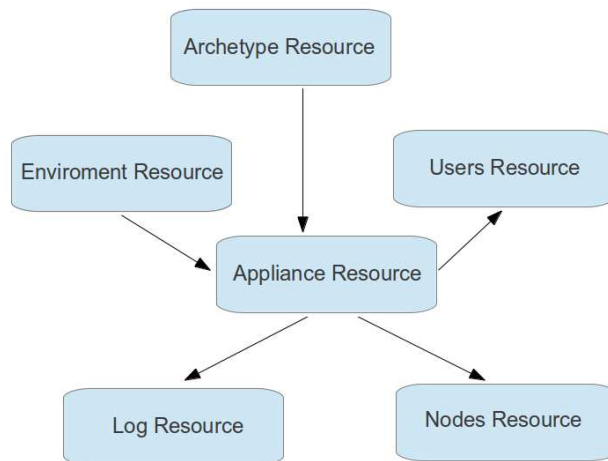 Archetype Resource
Enviroment Resource
Users Resource
Appliance Resource
Log Resource
Nodes Resource